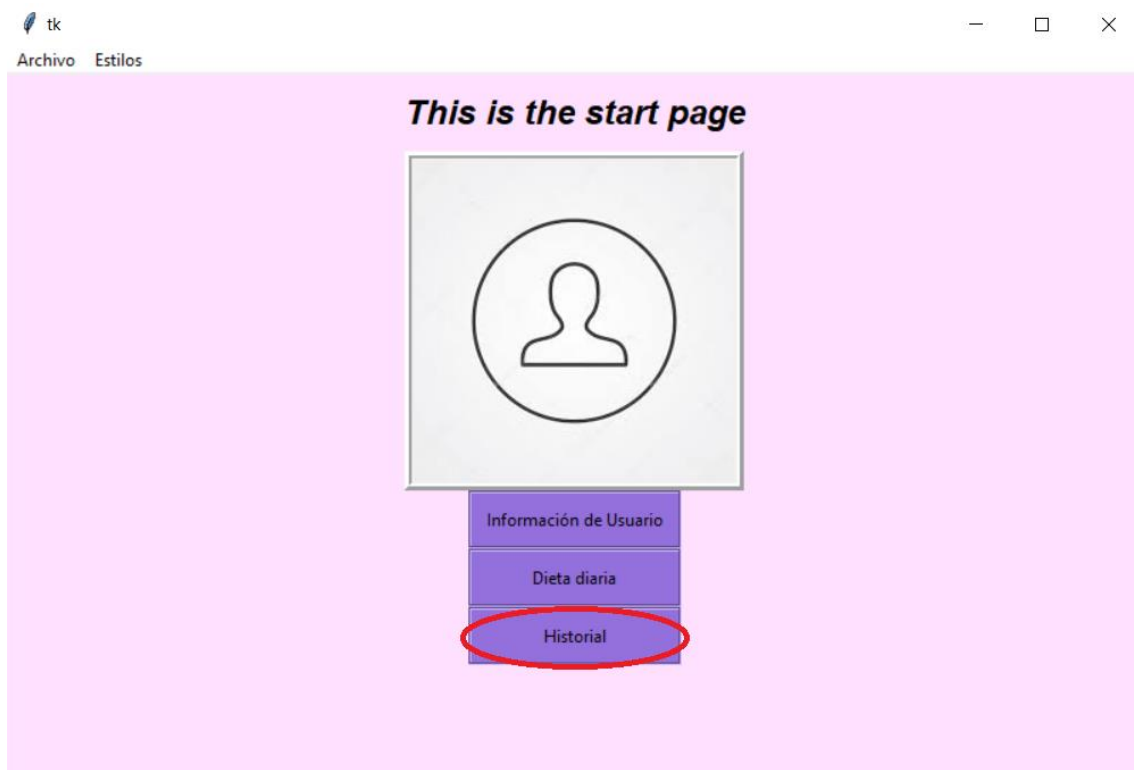 tk
Archivo Estilos
This is the start page
Información de Usuario
Dieta diaria
Historial